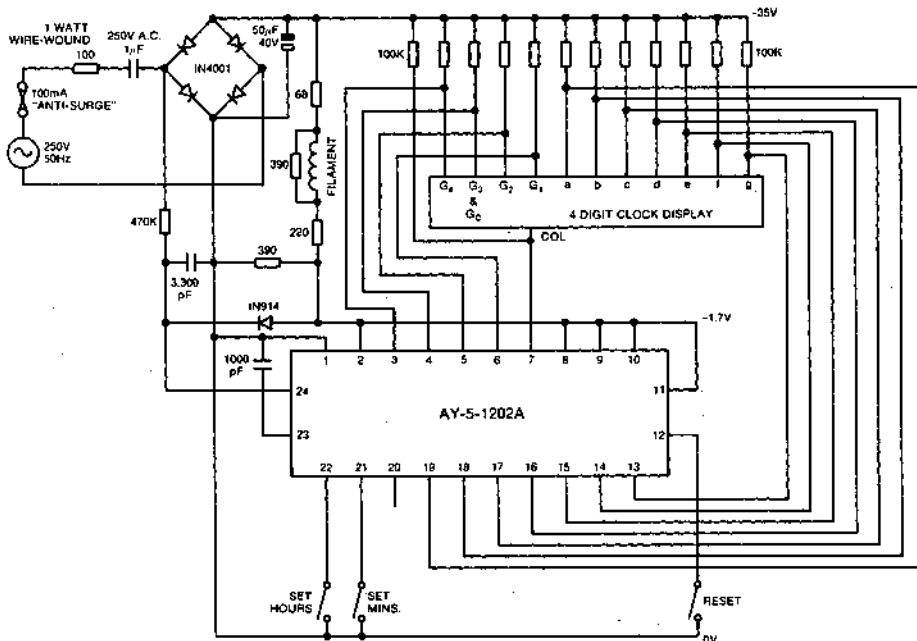 1 WATT
WIRE-WOUND
100
250V A.C.
1μF
IN4001
50μF
40V
-35V
100K
100K
68
100mA
"ANTI-SURGE"
250V
50Hz
390
FILAMENT
G4
G3
&
GC
G2
G1
a
b
c
d
e
f
g
4 DIGIT CLOCK DISPLAY
COL
470K
220
390
3,300
pF
IN914
-1.7V
1000
pF
1
2
3
4
5
6
7
8
9
10
24
11
AY-5-1202A
23
12
22
21
20
19
18
17
16
15
14
13
SET
HOURS
SET
MINS.
RESET
0V